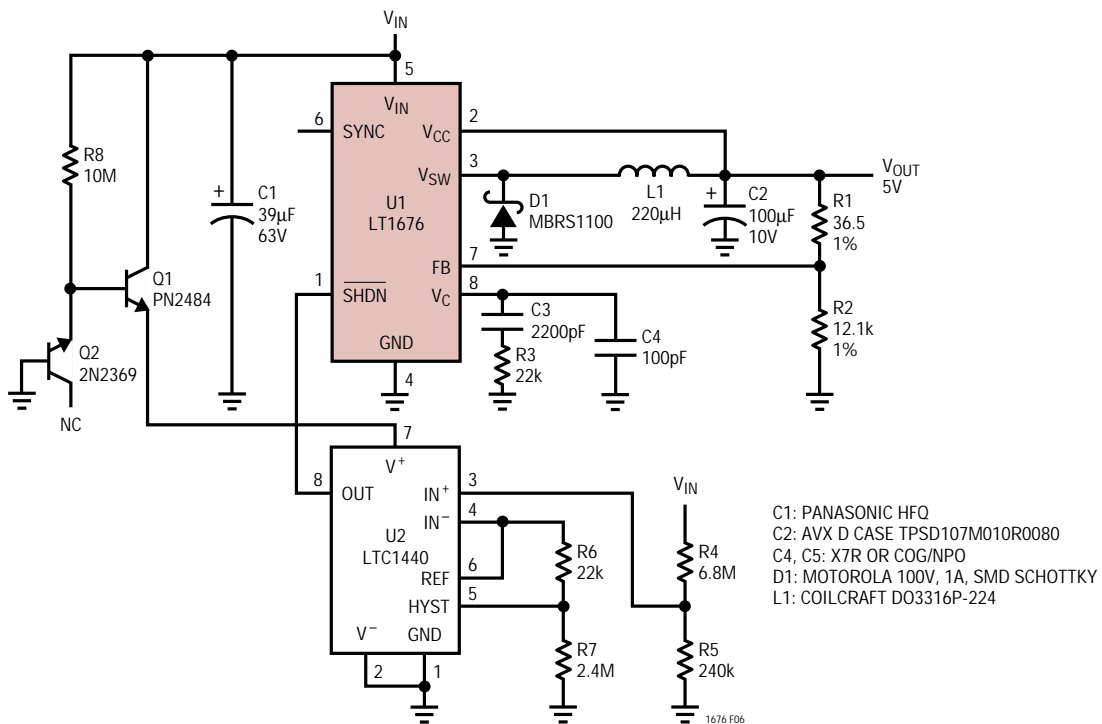 VIN
5
VIN
6
SYNC
VCC
2
VSW
3
U1
LT1676
FB
7
1
SHDN
VC
8
GND
4
R8
10M
+
C1
39μF
63V
Q1
PN2484
Q2
2N2369
NC
D1
MBRS1100
L1
220μH
+
C2
100μF
10V
VOUT
5V
R1
36.5
1%
R2
12.1k
1%
C3
2200pF
R3
22k
C4
100pF
7
V+
8
OUT
IN+
3
IN−
4
U2
LTC1440
REF
6
HYST
5
V−
GND
2
1
R6
22k
R7
2.4M
VIN
R4
6.8M
R5
240k
C1: PANASONIC HFQ
C2: AVX D CASE TPSD107M010R0080
C4, C5: X7R OR COG/NPO
D1: MOTOROLA 100V, 1A, SMD SCHOTTKY
L1: COILCRAFT DO3316P-224
1676 F06